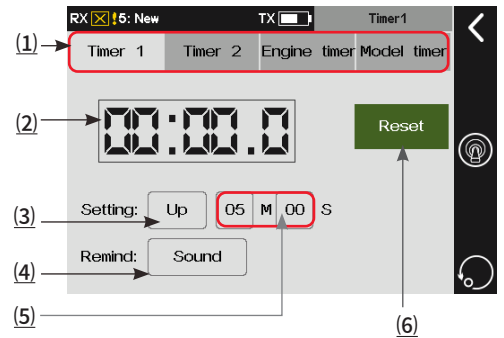 RX !5: New TX Timer1
(1) Timer 1 Timer 2 Engine timer Model timer
(2) 00:00.0 Reset
(3) Setting: Up 05 M 00 S
(4) Remind: Sound
(5) (6)